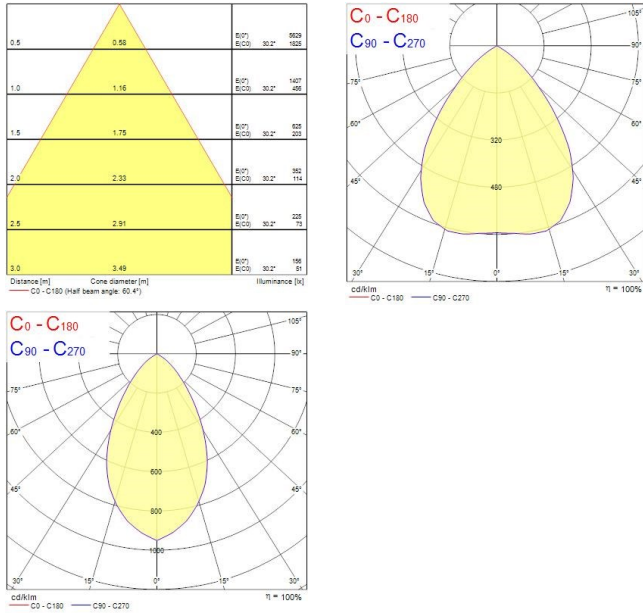 0.5 0.58 E(0°) 5629
E(C0) 30.2° 1826
1.0 1.16 E(0°) 1407
E(C0) 30.2° 456
1.5 1.75 E(0°) 625
E(C0) 30.2° 203
2.0 2.33 E(0°) 352
E(C0) 30.2° 114
2.5 2.91 E(0°) 225
E(C0) 30.2° 73
3.0 3.49 E(0°) 156
E(C0) 30.2° 51
Distance [m] Cone diameter [m] Illuminance [lx]
C0 - C180 (Half beam angle: 60.4°)
C0 - C180
C90 - C270
105°
90°
75° 75°
320
60° 60°
480
45° 45°
30° 15° 0° 15° 30°
cd/klm η = 100%
C0 - C180 C90 - C270
C0 - C180
C90 - C270
105°
90°
75° 75°
400
60° 60°
600
45° 45°
800
1000
30° 15° 0° 15° 30°
cd/klm η = 100%
C0 - C180 C90 - C270